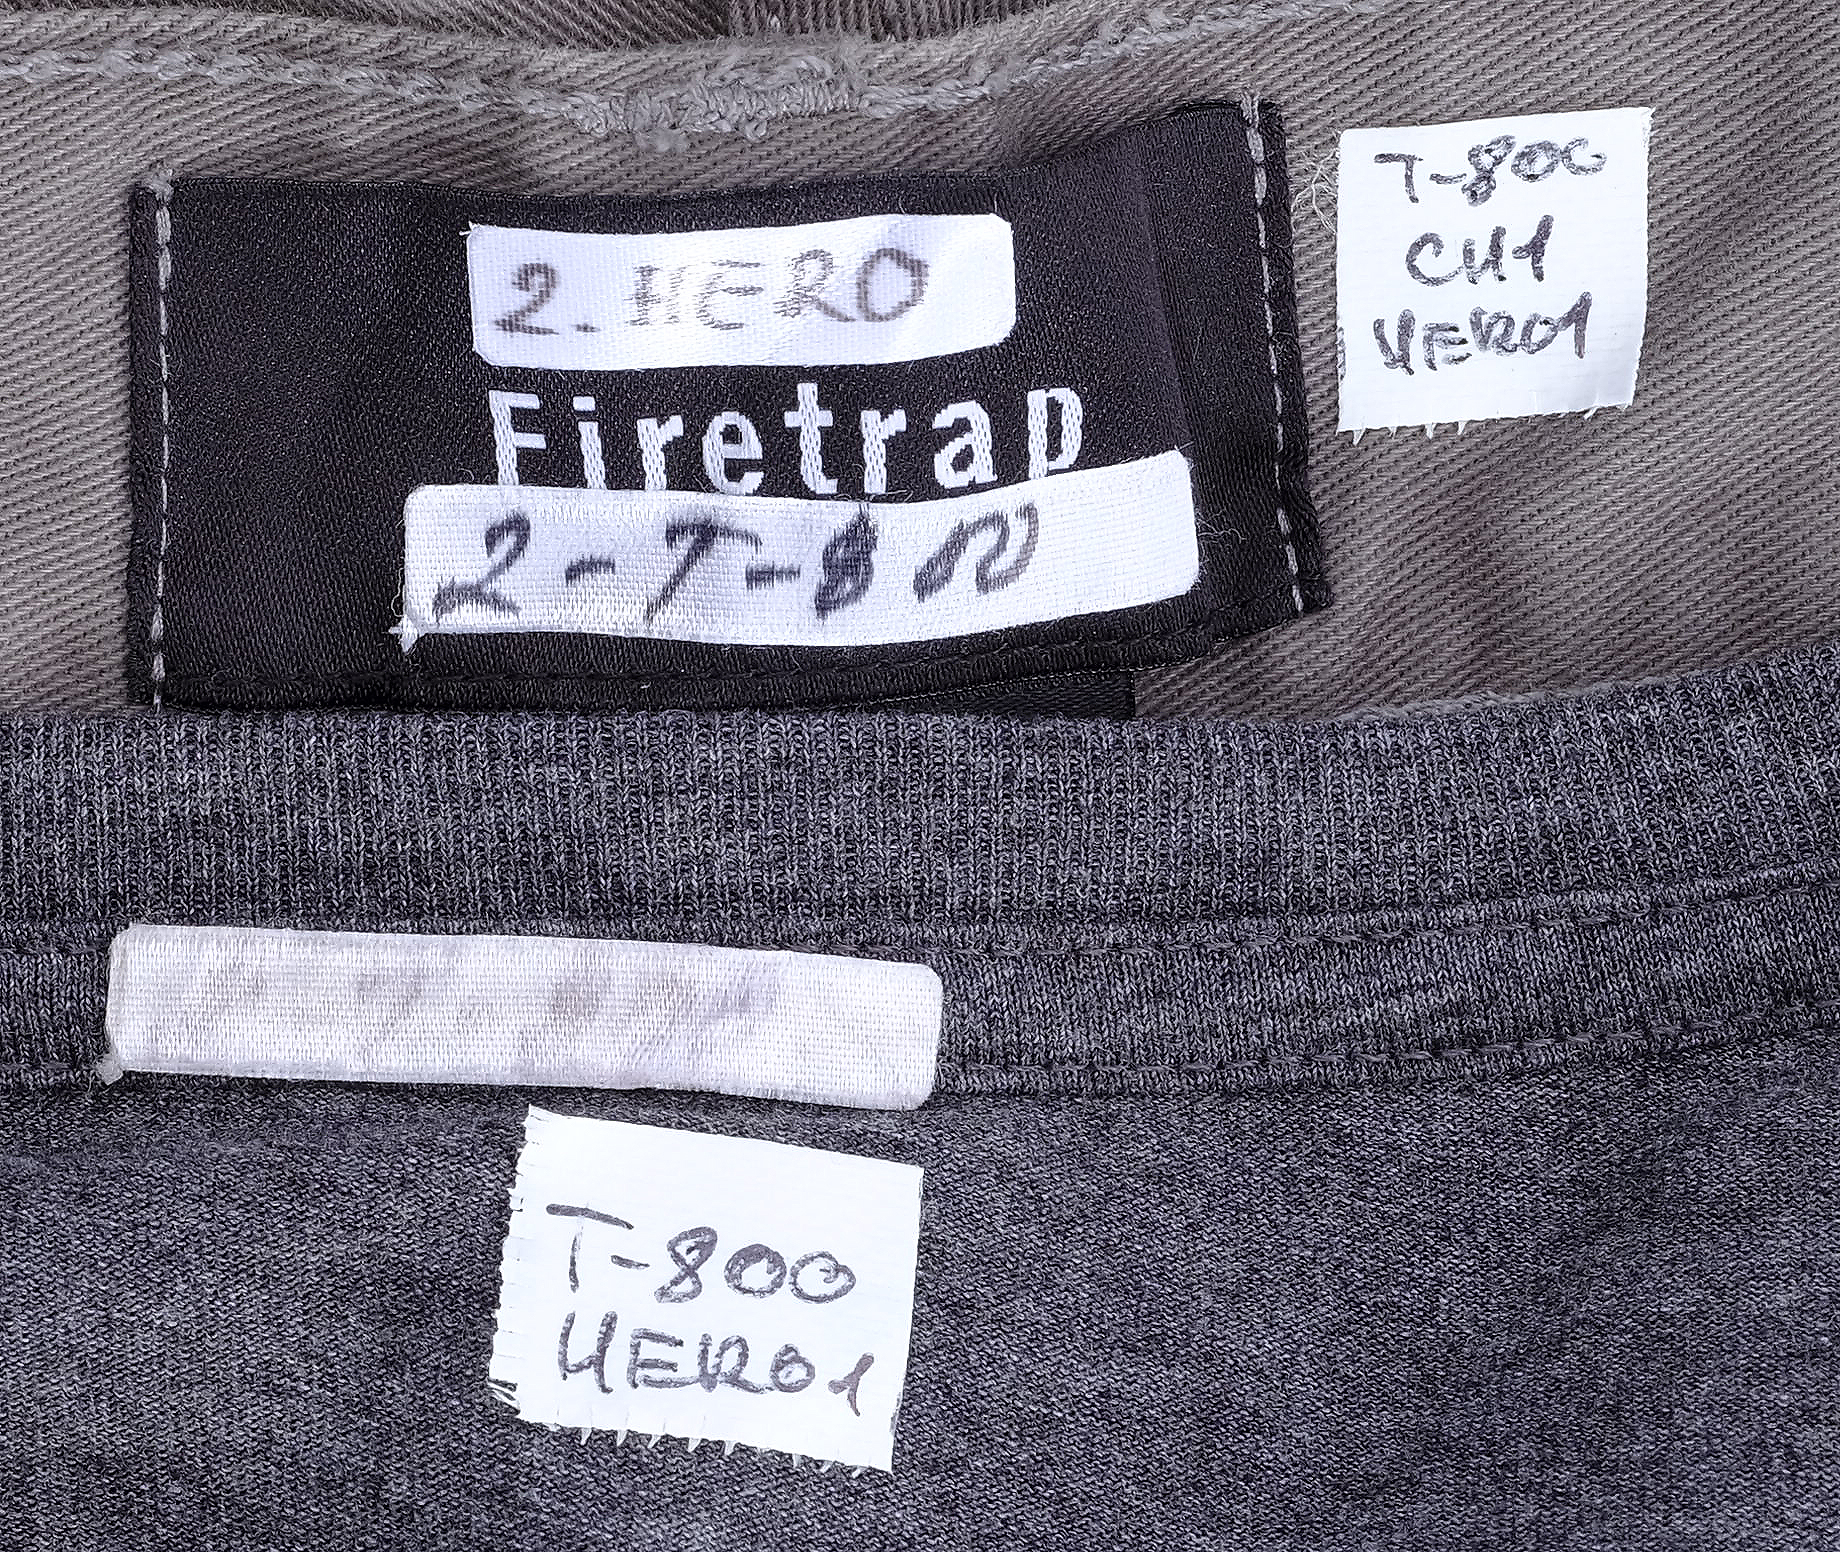 2. HERO
Firetrap
2-T-800
T-800
CH1
HERO1
T-800
HERO1